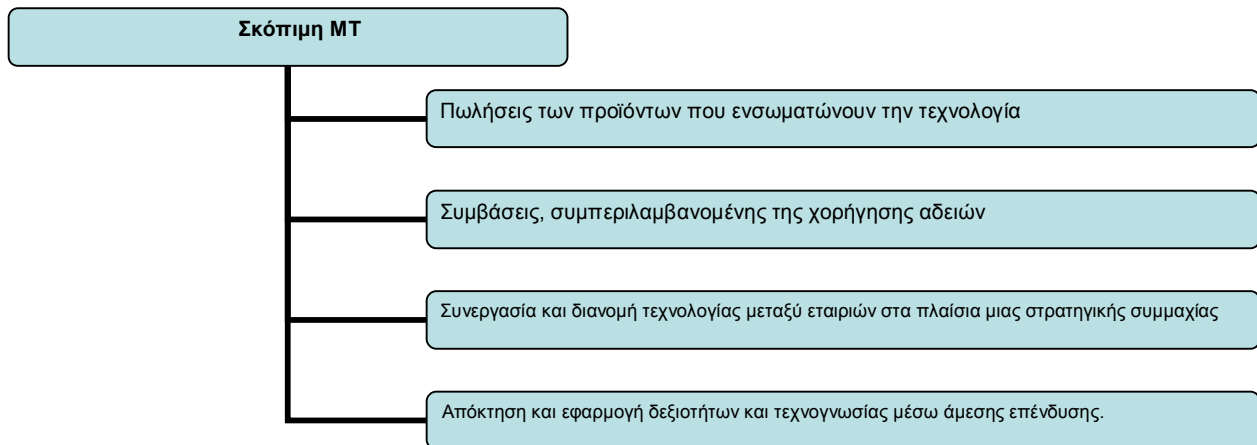 Σκόπιμη ΜΤ
Πωλήσεις των προϊόντων που ενσωματώνουν την τεχνολογία
Συμβάσεις, συμπεριλαμβανομένης της χορήγησης αδειών
Συνεργασία και διανομή τεχνολογίας μεταξύ εταιριών στα πλαίσια μιας στρατηγικής συμμαχίας
Απόκτηση και εφαρμογή δεξιοτήτων και τεχνογνωσίας μέσω άμεσης επένδυσης.